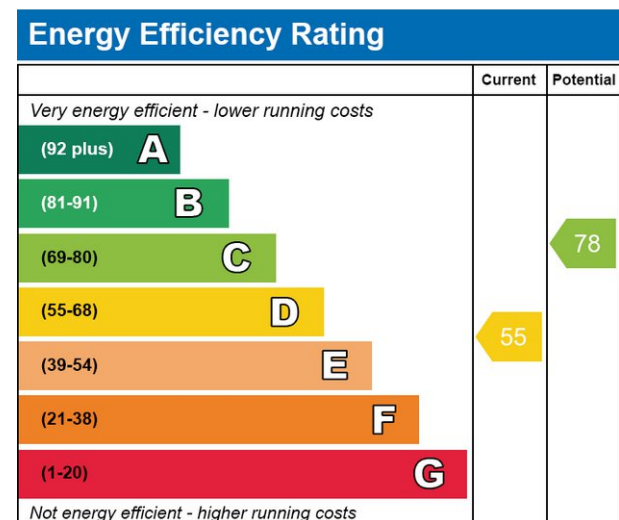 Energy Efficiency Rating
Current Potential
Very energy efficient - lower running costs
(92 plus) A
(81-91) B
(69-80) C
78
(55-68) D
55
(39-54) E
(21-38) F
(1-20) G
Not energy efficient - higher running costs